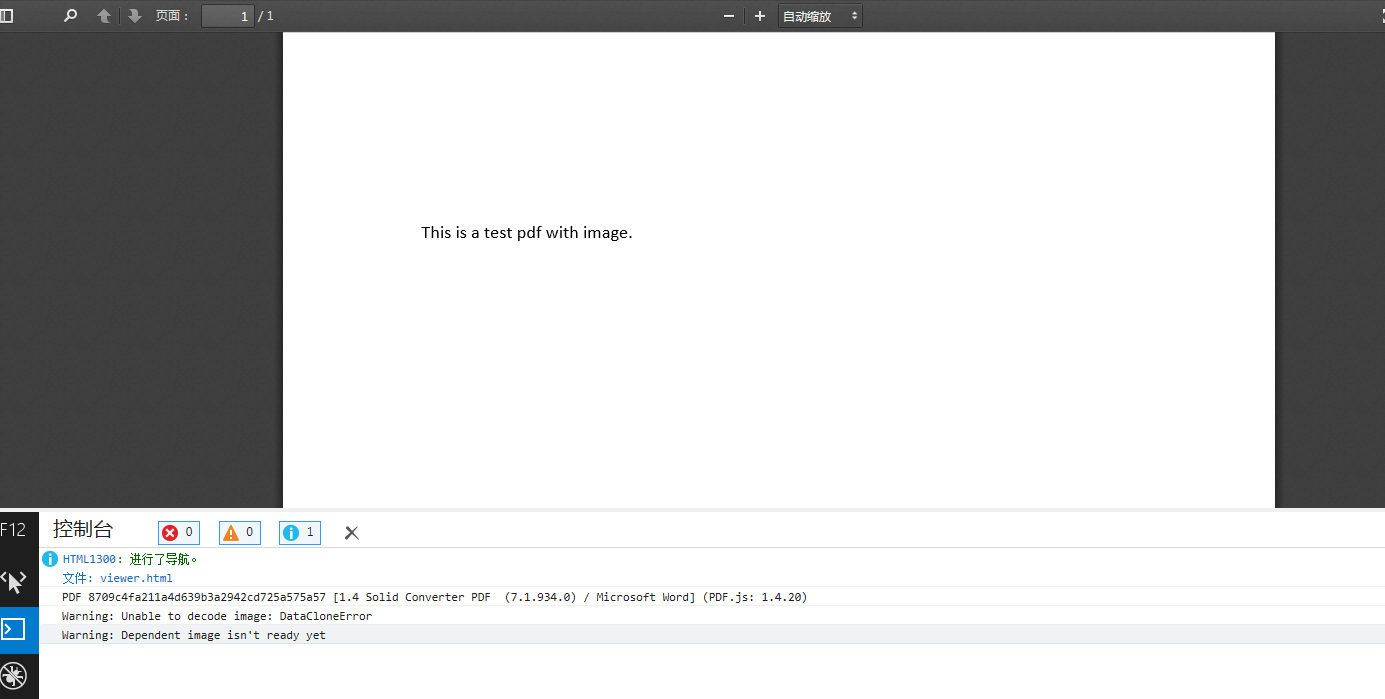 页面： 1 / 1 自动缩放
This is a test pdf with image.
F12 控制台 0 0 1
HTML1300: 进行了导航。
文件: viewer.html
PDF 8709c4fa211a4d639b3a2942cd725a575a57 [1.4 Solid Converter PDF  (7.1.934.0) / Microsoft Word] (PDF.js: 1.4.20)
Warning: Unable to decode image: DataCloneError
Warning: Dependent image isn't ready yet